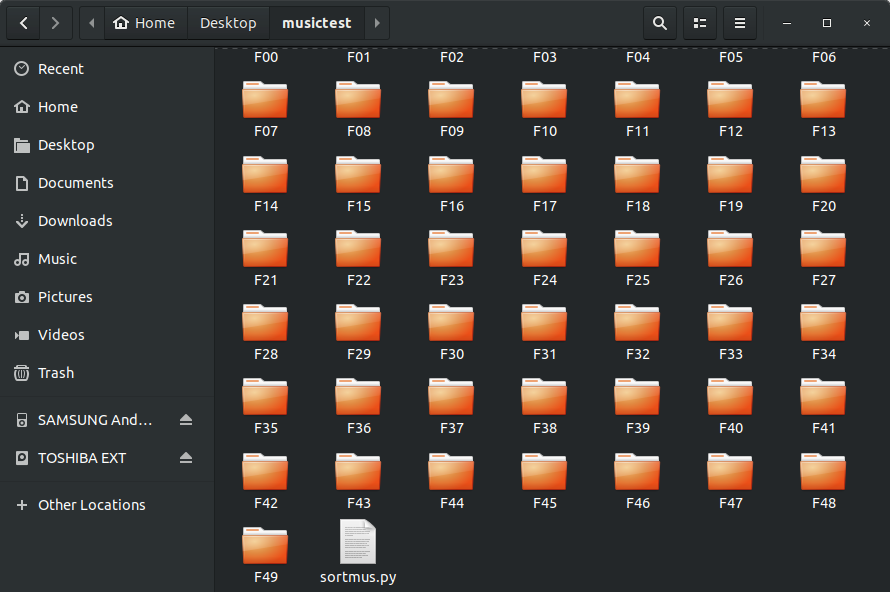 Home Desktop musictest
Recent
Home
Desktop
Documents
Downloads
Music
Pictures
Videos
Trash
SAMSUNG And...
TOSHIBA EXT
Other Locations
F00 F01 F02 F03 F04 F05 F06
F07 F08 F09 F10 F11 F12 F13
F14 F15 F16 F17 F18 F19 F20
F21 F22 F23 F24 F25 F26 F27
F28 F29 F30 F31 F32 F33 F34
F35 F36 F37 F38 F39 F40 F41
F42 F43 F44 F45 F46 F47 F48
F49 sortmus.py